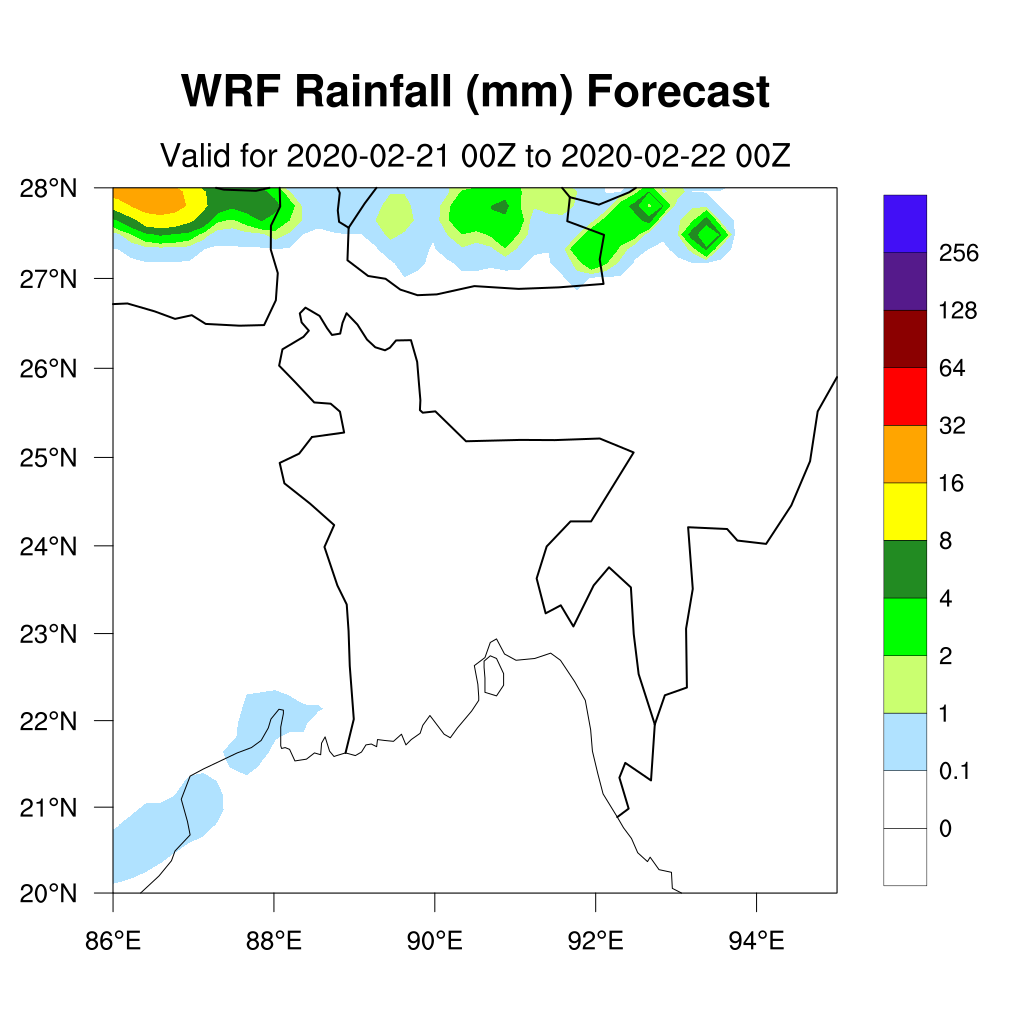 WRF Rainfall (mm) Forecast
Valid for 2020-02-21 00Z to 2020-02-22 00Z
28°N
27°N
26°N
25°N
24°N
23°N
22°N
21°N
20°N
86°E 88°E 90°E 92°E 94°E
256
128
64
32
16
8
4
2
1
0.1
0